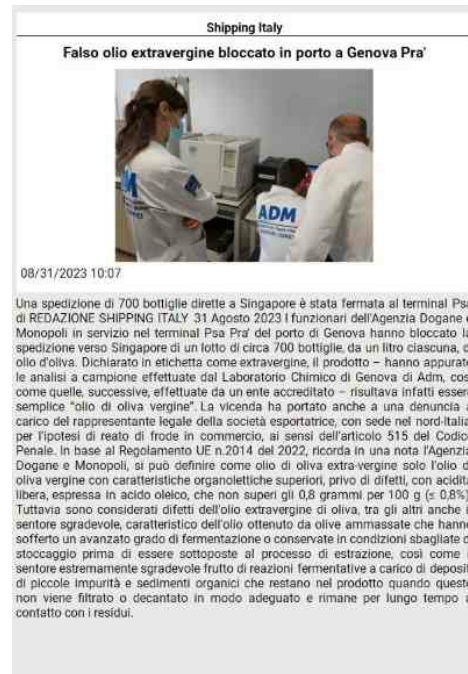 Shipping Italy
Falso olio extravergine bloccato in porto a Genova Pra'
ADM
ADM
08/31/2023 10:07
Una spedizione di 700 bottiglie dirette a Singapore è stata fermata al terminal Psa
di REDAZIONE SHIPPING ITALY 31 Agosto 2023 I funzionari dell'Agenzia Dogane e
Monopoli in servizio nel terminal Psa Pra' del porto di Genova hanno bloccato la
spedizione verso Singapore di un lotto di circa 700 bottiglie, da un litro ciascuna, d
olio d'oliva. Dichiarato in etichetta come extravergine, il prodotto – hanno appurato
le analisi a campione effettuate dal Laboratorio Chimico di Genova di Adm, cos
come quelle, successive, effettuate da un ente accreditato – risultava infatti essere
semplice "olio di oliva vergine". La vicenda ha portato anche a una denuncia a
carico del rappresentante legale della società esportatrice, con sede nel nord-Italia
per l'ipotesi di reato di frode in commercio, ai sensi dell'articolo 515 del Codice
Penale. In base al Regolamento UE n.2014 del 2022, ricorda in una nota l'Agenzia
Dogane e Monopoli, si può definire come olio di oliva extra-vergine solo l'olio d
oliva vergine con caratteristiche organolettiche superiori, privo di difetti, con acidità
libera, espressa in acido oleico, che non superi gli 0,8 grammi per 100 g (≤ 0,8%)
Tuttavia sono considerati difetti dell'olio extravergine di oliva, tra gli altri anche i
sentore sgradevole, caratteristico dell'olio ottenuto da olive ammassate che hanno
sofferto un avanzato grado di fermentazione o conservate in condizioni sbagliate d
stoccaggio prima di essere sottoposte al processo di estrazione, così come i
sentore estremamente sgradevole frutto di reazioni fermentative a carico di deposit
di piccole impurità e sedimenti organici che restano nel prodotto quando questo
non viene filtrato o decantato in modo adeguato e rimane per lungo tempo a
contatto con i residui.